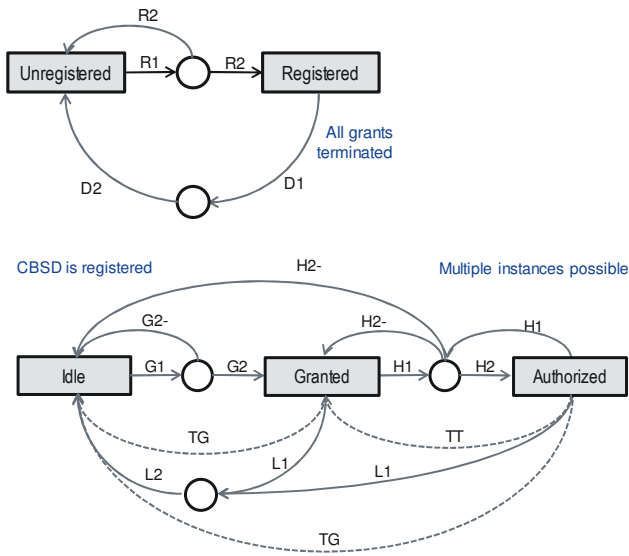 R2
Unregistered
R1
R2
Registered
All grants
terminated
D2
D1
CBSD is registered
H2-
Multiple instances possible
G2-
H2-
H1
Idle
G1
G2
Granted
H1
H2
Authorized
TG
TT
L2
L1
L1
TG